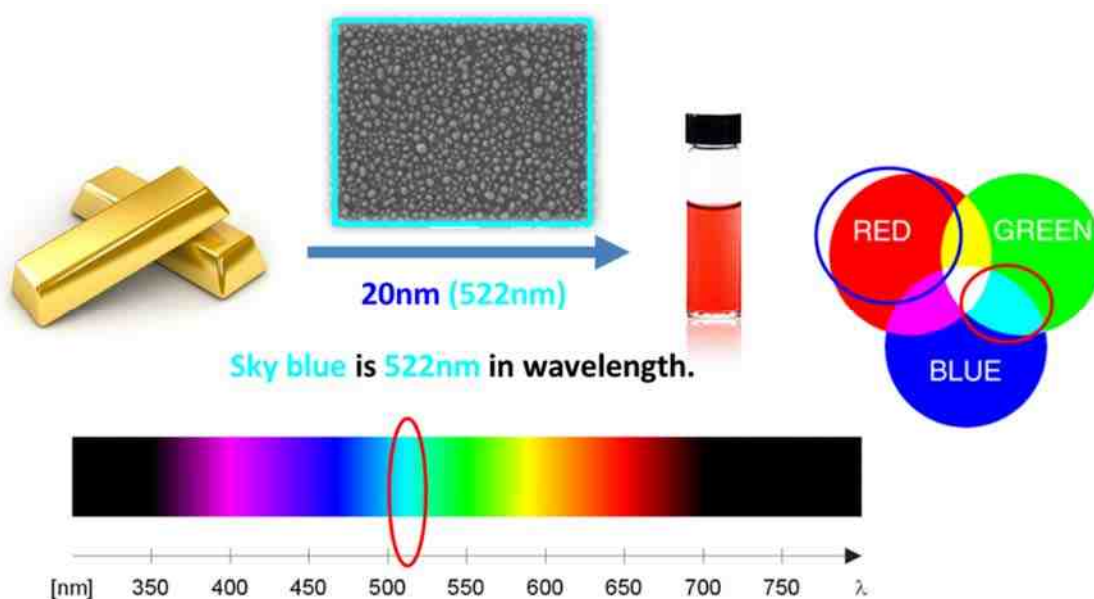 20nm (522nm)
Sky blue is 522nm in wavelength.
RED
GREEN
BLUE
[nm] 350 400 450 500 550 600 650 700 750 λ